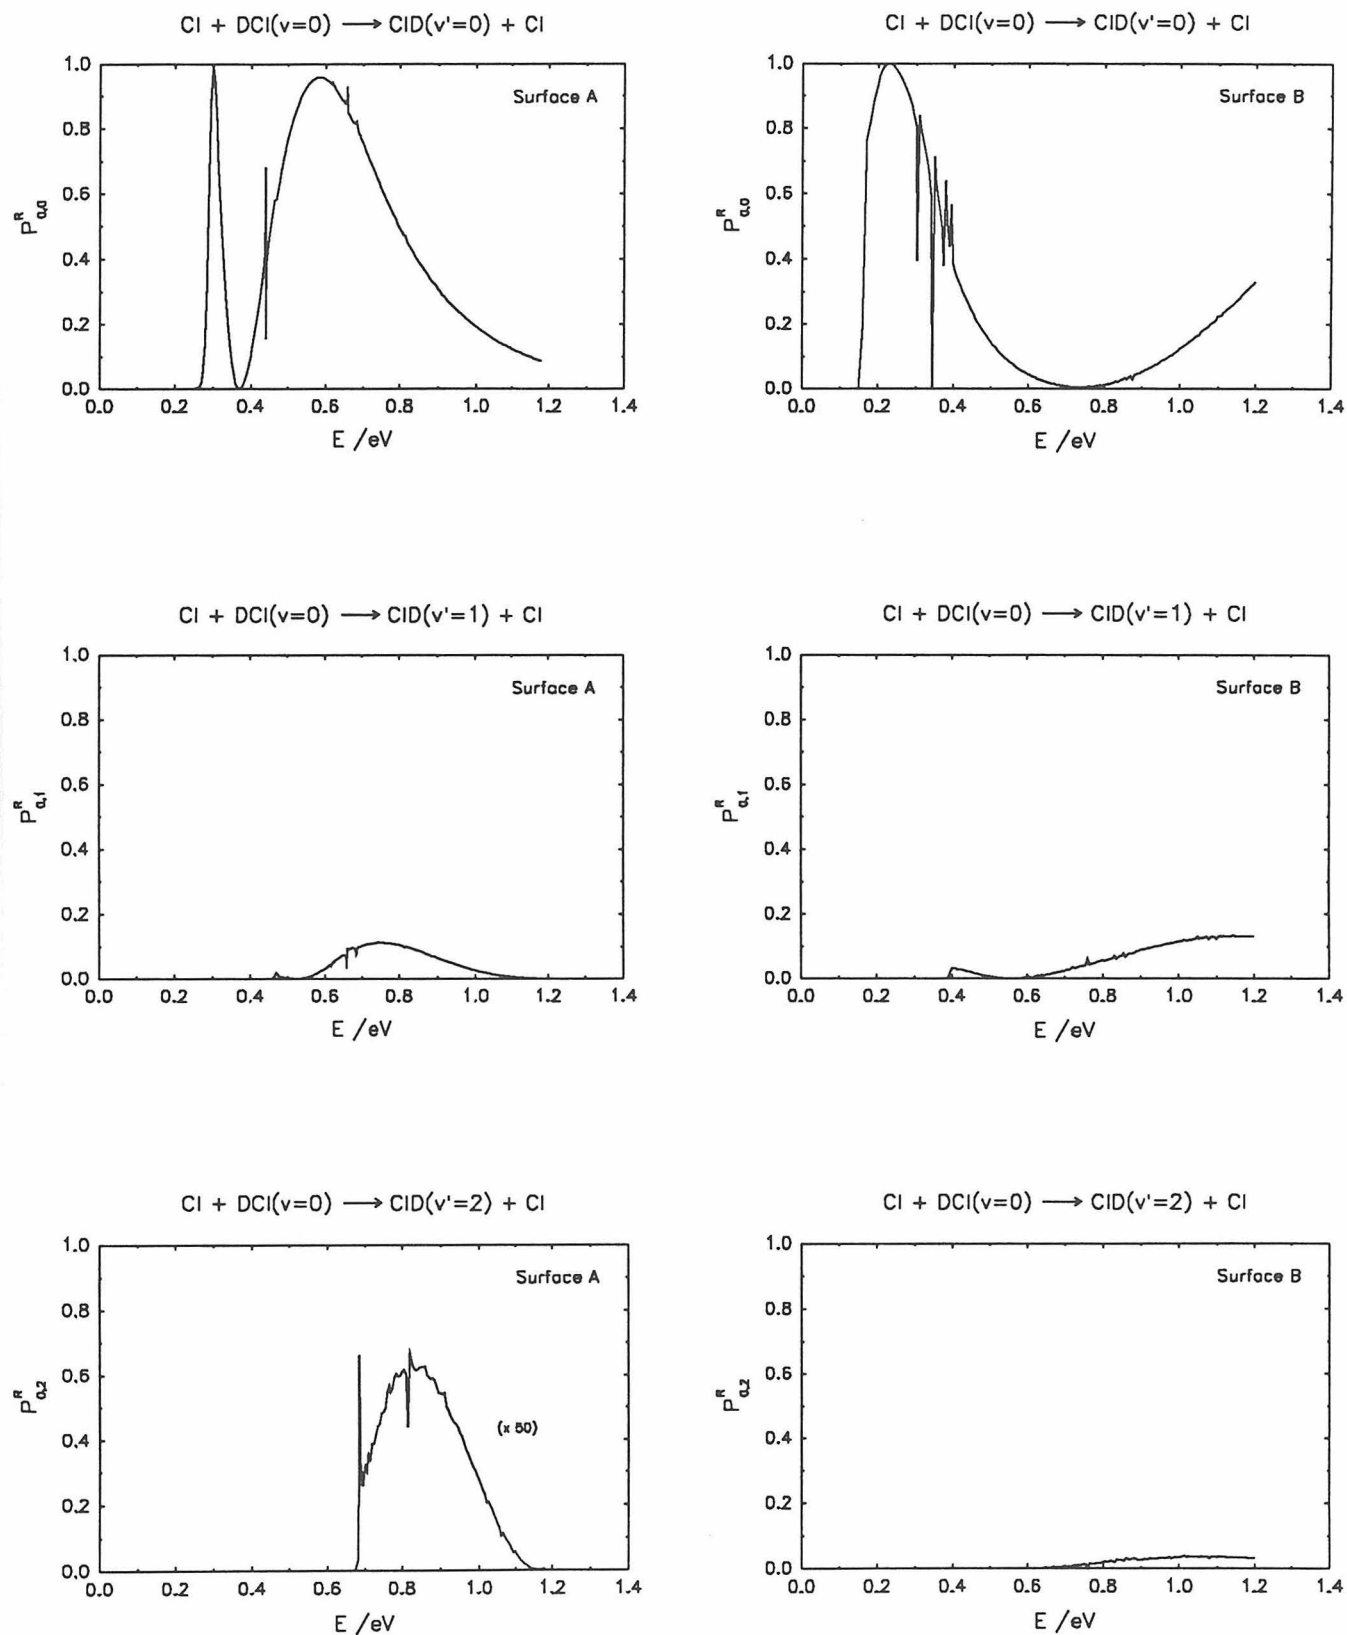 Cl + DCl(v=0) ⟶ ClD(v'=0) + Cl
1.0
0.8
0.6
0.4
0.2
0.0
P^R_{0,0}
Surface A
0.0 0.2 0.4 0.6 0.8 1.0 1.2 1.4
E /eV
Cl + DCl(v=0) ⟶ ClD(v'=0) + Cl
1.0
0.8
0.6
0.4
0.2
0.0
P^R_{0,0}
Surface B
0.0 0.2 0.4 0.6 0.8 1.0 1.2 1.4
E /eV
Cl + DCl(v=0) ⟶ ClD(v'=1) + Cl
1.0
0.8
0.6
0.4
0.2
0.0
P^R_{0,1}
Surface A
0.0 0.2 0.4 0.6 0.8 1.0 1.2 1.4
E /eV
Cl + DCl(v=0) ⟶ ClD(v'=1) + Cl
1.0
0.8
0.6
0.4
0.2
0.0
P^R_{0,1}
Surface B
0.0 0.2 0.4 0.6 0.8 1.0 1.2 1.4
E /eV
Cl + DCl(v=0) ⟶ ClD(v'=2) + Cl
1.0
0.8
0.6
0.4
0.2
0.0
P^R_{0,2}
Surface A
(x 50)
0.0 0.2 0.4 0.6 0.8 1.0 1.2 1.4
E /eV
Cl + DCl(v=0) ⟶ ClD(v'=2) + Cl
1.0
0.8
0.6
0.4
0.2
0.0
P^R_{0,2}
Surface B
0.0 0.2 0.4 0.6 0.8 1.0 1.2 1.4
E /eV